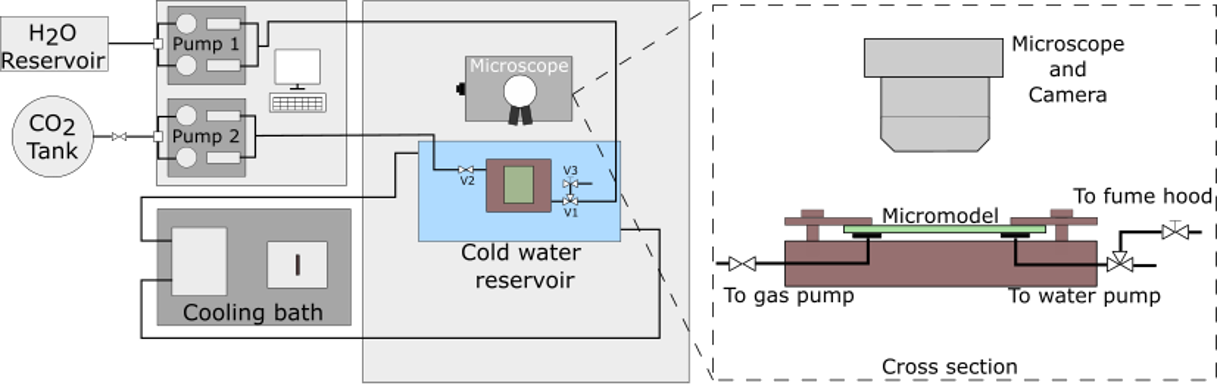 H2O
Reservoir
Pump 1
CO2
Tank
Pump 2
Cooling bath
Microscope
V2
V3
V1
Cold water
reservoir
Microscope
and
Camera
To fume hood
Micromodel
To gas pump
To water pump
Cross section